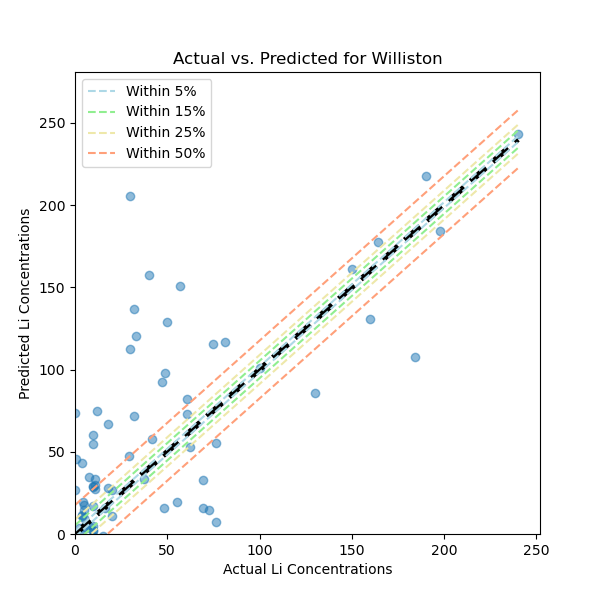 Actual vs. Predicted for Williston
Within 5%
Within 15%
Within 25%
Within 50%
Predicted Li Concentrations
250
200
150
100
50
0
0 50 100 150 200 250
Actual Li Concentrations